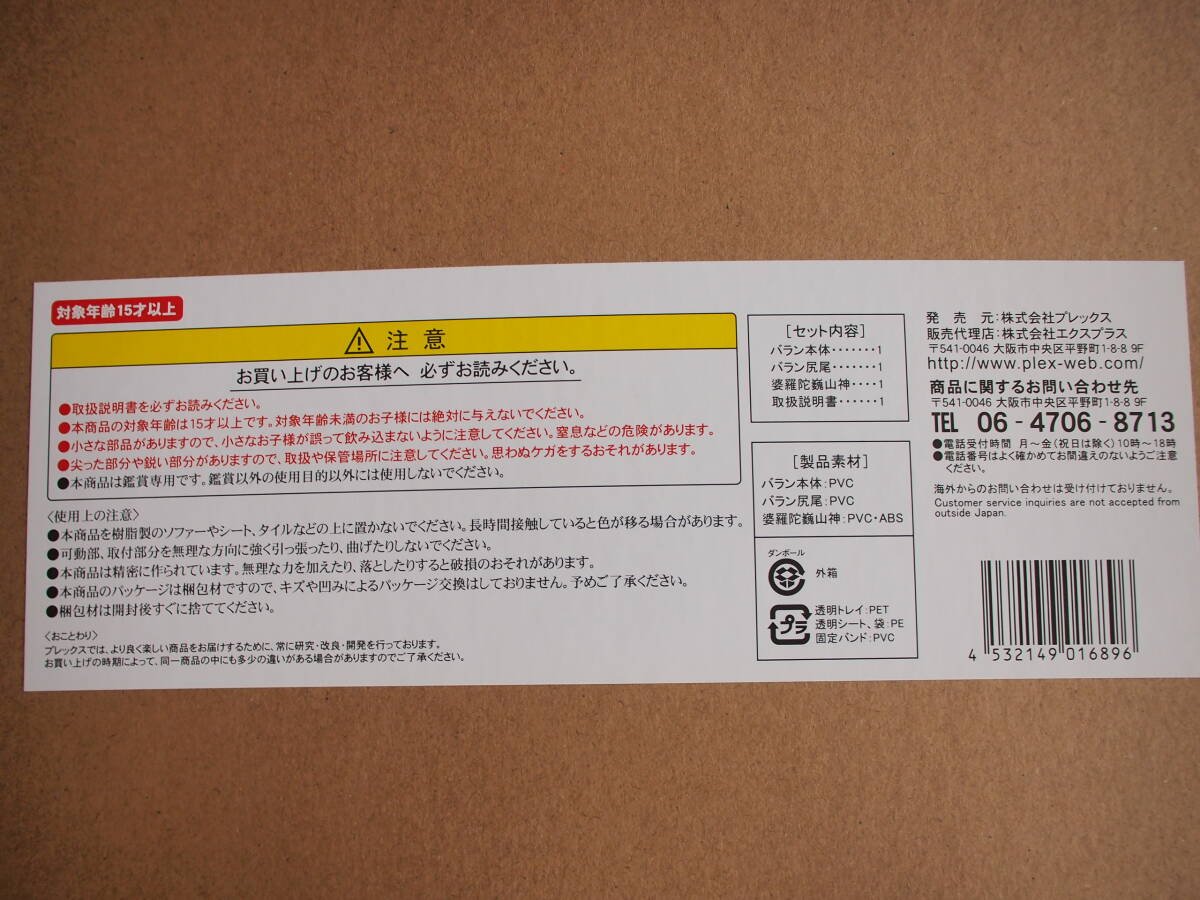 対象年齢15才以上
注意
お買い上げのお客様へ 必ずお読みください。
●取扱説明書を必ずお読みください。
●本商品の対象年齢は15才以上です。対象年齢未満のお子様には絶対に与えないでください。
●小さな部品がありますので、小さなお子様が誤って飲み込まないように注意してください。窒息などの危険があります。
●尖った部分や鋭い部分がありますので、取扱や保管場所に注意してください。思わぬケガをするおそれがあります。
●本商品は鑑賞専用です。鑑賞以外の使用目的以外には使用しないでください。
〈使用上の注意〉
●本商品を樹脂製のソファーやシート、タイルなどの上に置かないでください。長時間接触していると色が移る場合があります。
●可動部、取付部分を無理な方向に強く引っ張ったり、曲げたりしないでください。
●本商品は精密に作られています。無理な力を加えたり、落としたりすると破損のおそれがあります。
●本商品のパッケージは梱包材ですので、キズや凹みによるパッケージ交換はしておりません。予めご了承ください。
●梱包材は開封後すぐに捨ててください。
〈おことわり〉
プレックスでは、より良く楽しい商品をお届けするために、常に研究・改良・開発を行っております。
お買い上げの時期によって、同一商品の中にも多少の違いがある場合がありますのでご了承ください。
［セット内容］
バラン本体・・・・・・・1
バラン尻尾・・・・・・・1
婆羅陀巍山神・・・・1
取扱説明書・・・・・・1
［製品素材］
バラン本体：PVC
バラン尻尾：PVC
婆羅陀巍山神：PVC・ABS
ダンボール
外箱
プラ
透明トレイ：PET
透明シート、袋：PE
固定バンド：PVC
発売元：株式会社プレックス
販売代理店：株式会社エクスプラス
〒541-0046 大阪市中央区平野町1-8-8 9F
http://www.plex-web.com/
商品に関するお問い合わせ先
〒541-0046 大阪市中央区平野町1-8-8 9F
TEL 06-4706-8713
●電話受付時間 月～金(祝日は除く)10時～18時
●電話番号はよく確かめてお間違えのないようご注意
ください。
海外からのお問い合わせは受け付けておりません。
Customer service inquiries are not accepted from
outside Japan.
4 532149 016896